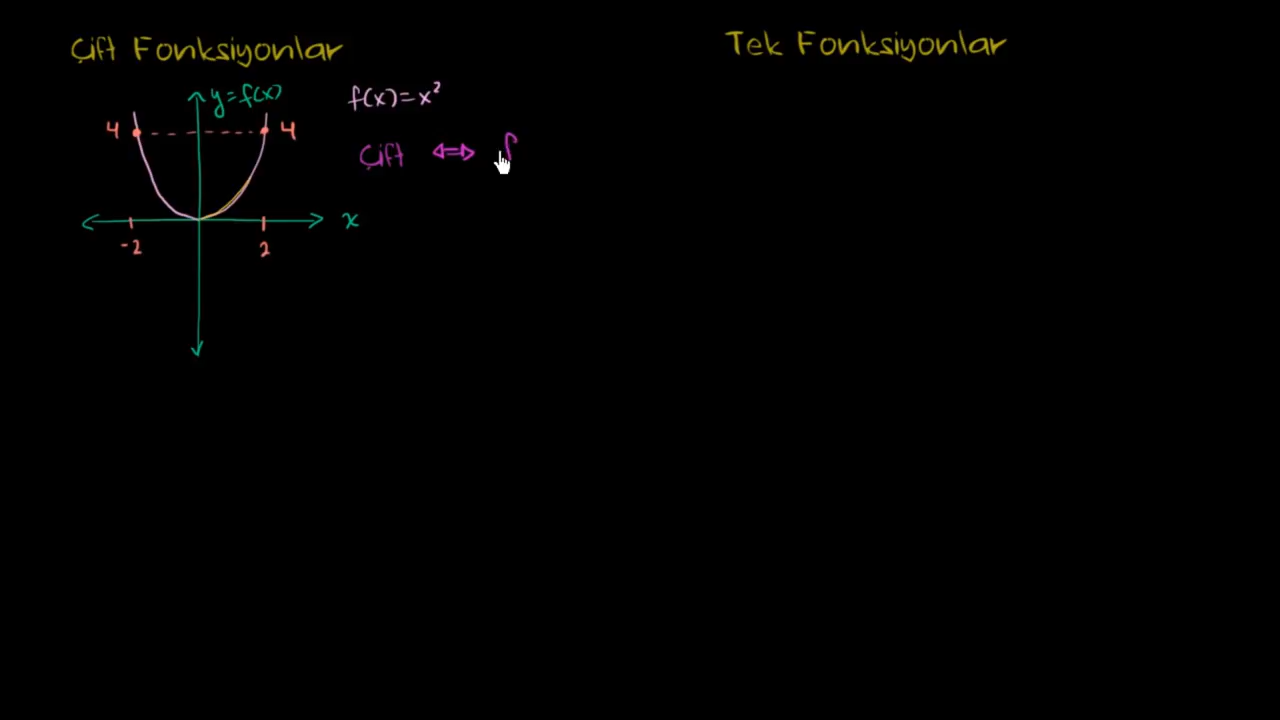 Çift Fonksiyonlar
Tek Fonksiyonlar
y=f(x)
f(x)=x²
4
4
Çift ⇔ f
x
-2
2